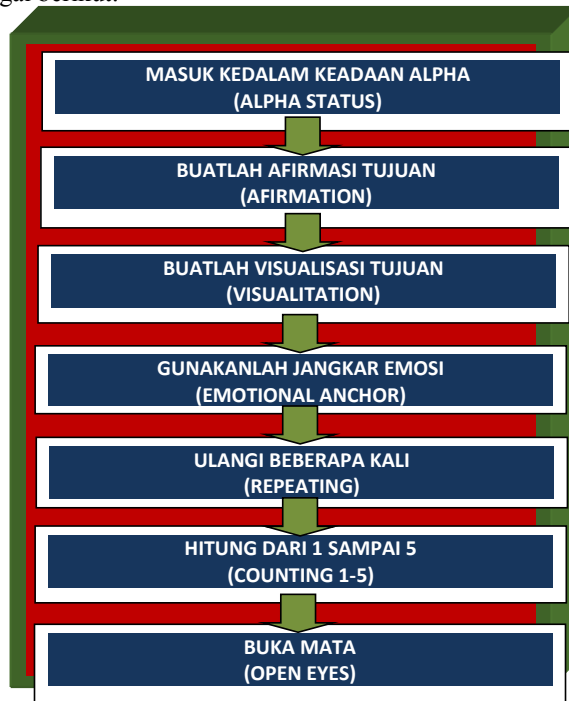 MASUK KEDALAM KEADAAN ALPHA
(ALPHA STATUS)
BUATLAH AFIRMASI TUJUAN
(AFIRMATION)
BUATLAH VISUALISASI TUJUAN
(VISUALITATION)
GUNAKANLAH JANGKAR EMOSI
(EMOTIONAL ANCHOR)
ULANGI BEBERAPA KALI
(REPEATING)
HITUNG DARI 1 SAMPAI 5
(COUNTING 1-5)
BUKA MATA
(OPEN EYES)